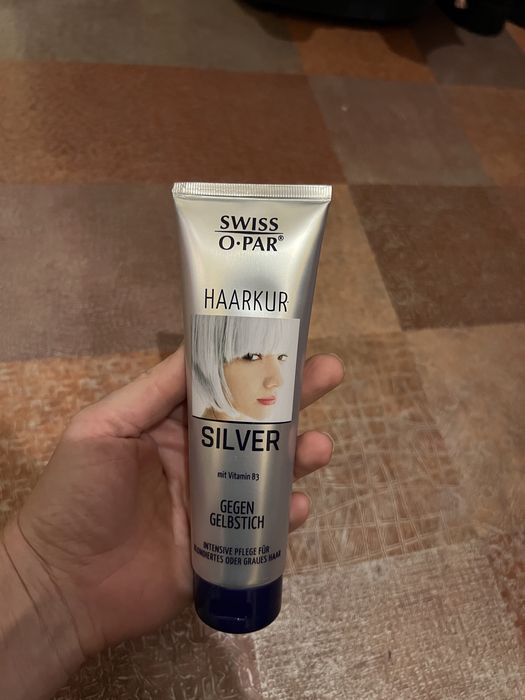 SWISS
O·PAR®
HAARKUR
SILVER
mit Vitamin B3
GEGEN
GELBSTICH
INTENSIVE PFLEGE FÜR
BLONDIERTES ODER GRAUES HAAR